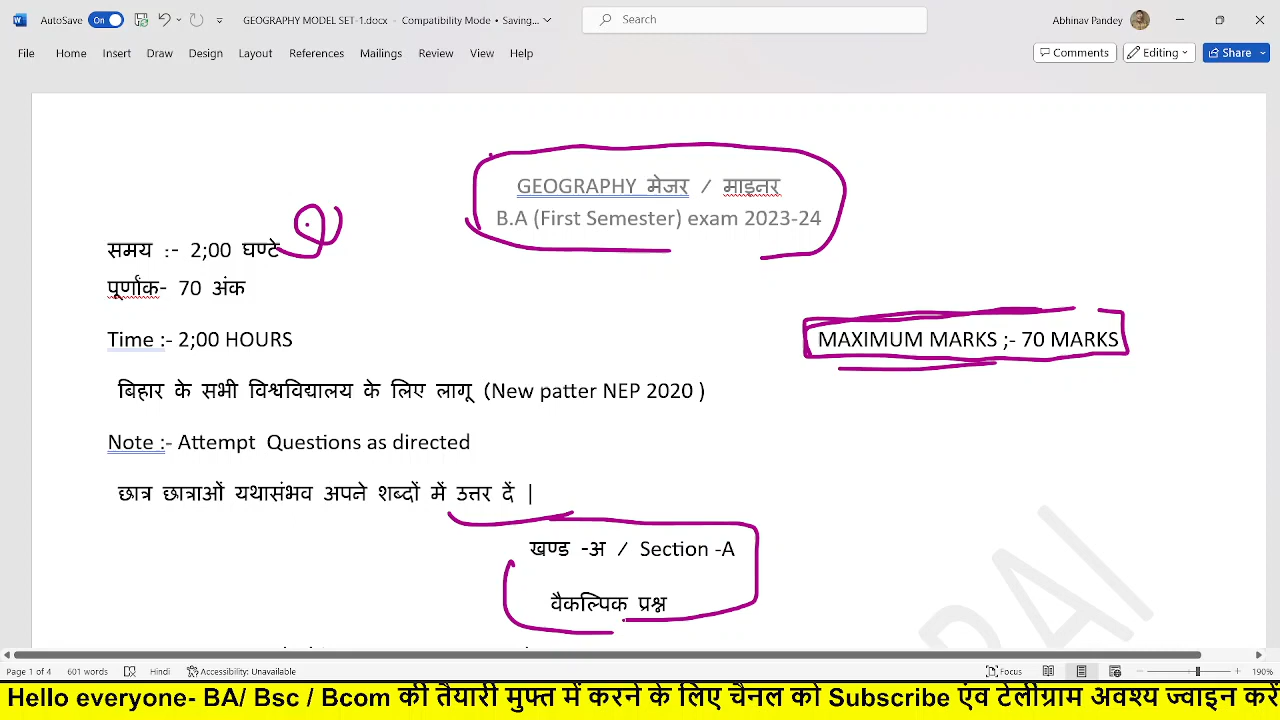 AutoSave On GEOGRAPHY MODEL SET-1.docx - Compatibility Mode • Saving... Search Abhinav Pandey
File Home Insert Draw Design Layout References Mailings Review View Help Comments Editing Share
GEOGRAPHY मेजर / माइनर
B.A (First Semester) exam 2023-24
समय :- 2;00 घण्टे
पूर्णांक- 70 अंक
Time :- 2;00 HOURS MAXIMUM MARKS ;- 70 MARKS
बिहार के सभी विश्वविद्यालय के लिए लागू (New patter NEP 2020 )
Note :- Attempt Questions as directed
छात्र छात्राओं यथासंभव अपने शब्दों में उत्तर दें |
खण्ड -अ / Section -A
वैकल्पिक प्रश्न
Page 1 of 4 601 words Hindi Accessibility: Unavailable Focus 190%
Hello everyone- BA/ Bsc / Bcom की तैयारी मुफ्त में करने के लिए चैनल को Subscribe एंव टेलीग्राम अवश्य ज्वाइन करें